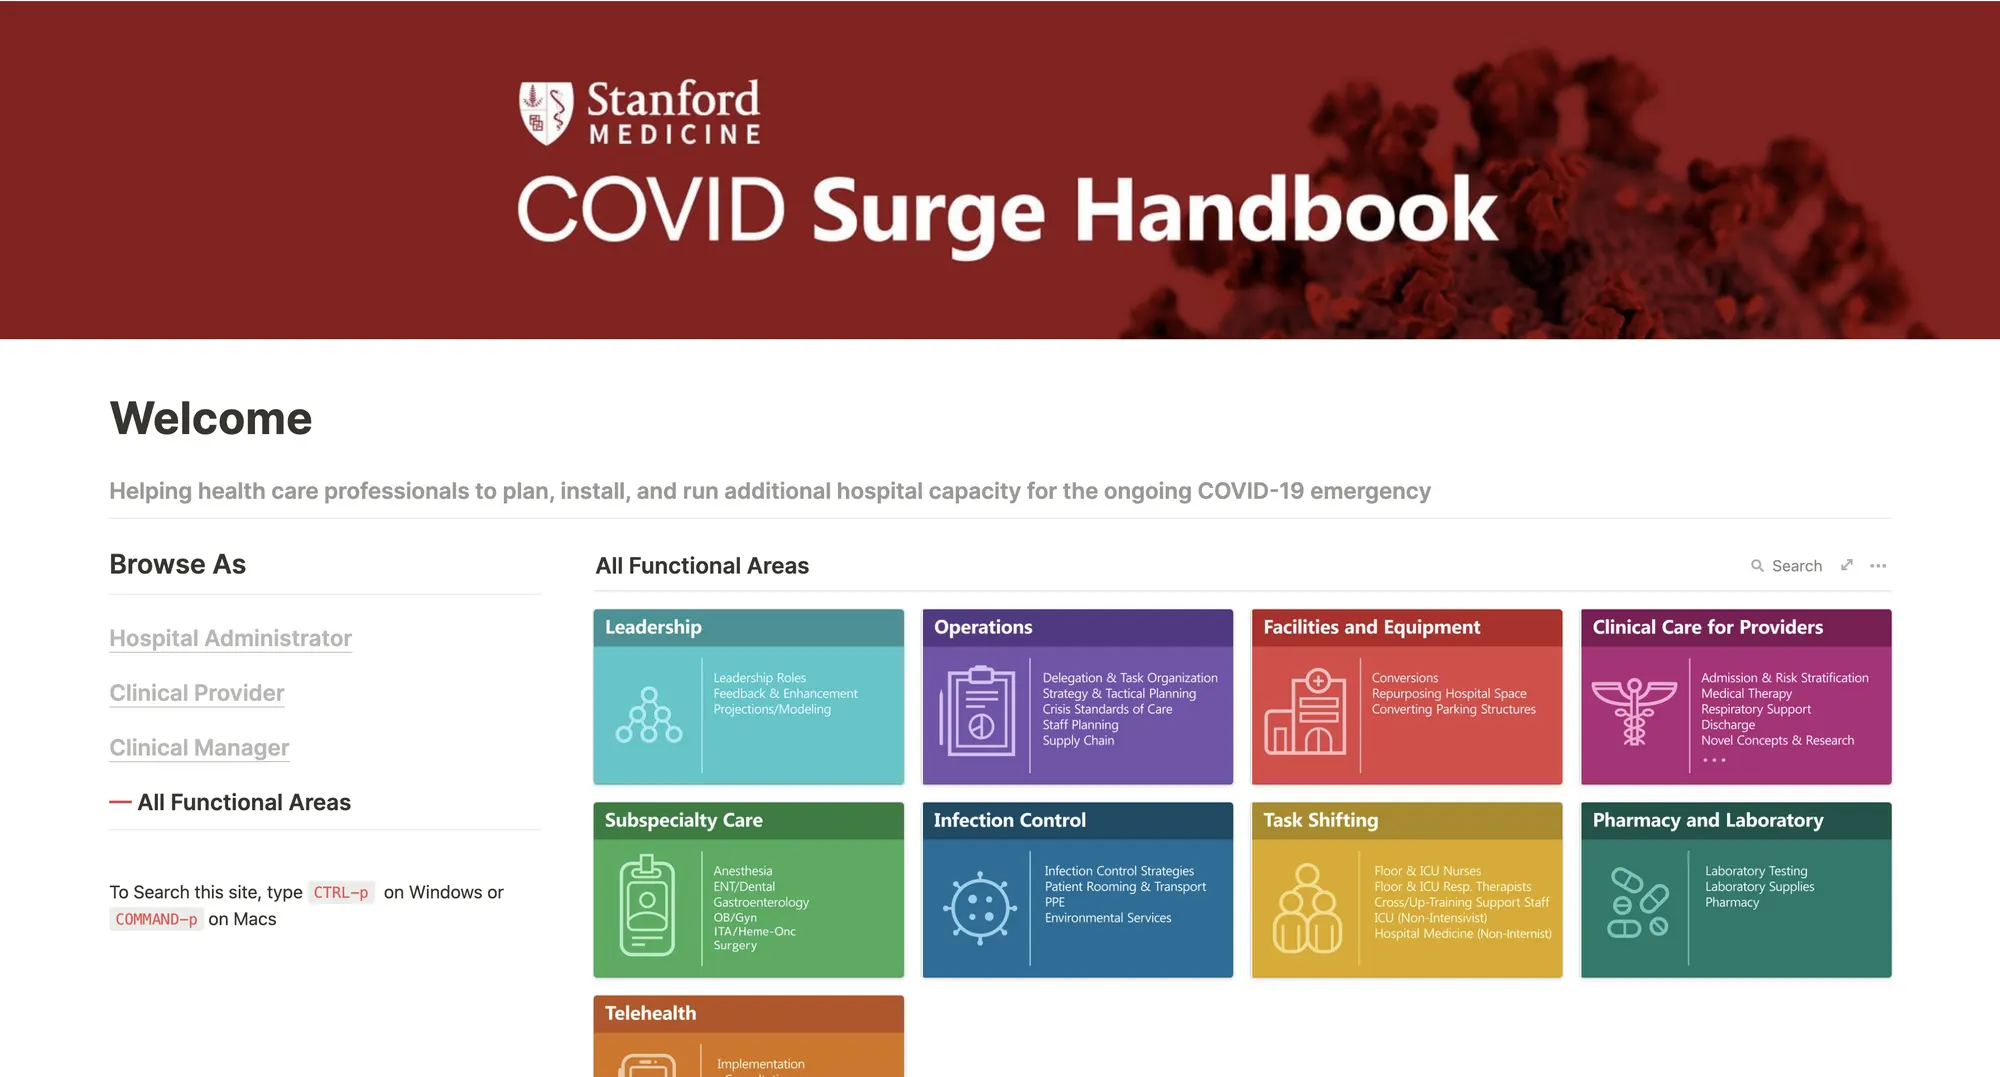 Stanford
MEDICINE
COVID Surge Handbook
Welcome
Helping health care professionals to plan, install, and run additional hospital capacity for the ongoing COVID-19 emergency
Browse As
Hospital Administrator
Clinical Provider
Clinical Manager
— All Functional Areas
To Search this site, type CTRL-p on Windows or
COMMAND-p on Macs
All Functional Areas
Search
Leadership
Leadership Roles
Feedback & Enhancement
Projections/Modeling
Operations
Delegation & Task Organization
Strategy & Tactical Planning
Crisis Standards of Care
Staff Planning
Supply Chain
Facilities and Equipment
Conversions
Repurposing Hospital Space
Converting Parking Structures
Clinical Care for Providers
Admission & Risk Stratification
Medical Therapy
Respiratory Support
Discharge
Novel Concepts & Research
...
Subspecialty Care
Anesthesia
ENT/Dental
Gastroenterology
OB/Gyn
ITA/Heme-Onc
Surgery
Infection Control
Infection Control Strategies
Patient Rooming & Transport
PPE
Environmental Services
Task Shifting
Floor & ICU Nurses
Floor & ICU Resp. Therapists
Cross/Up-Training Support Staff
ICU (Non-Intensivist)
Hospital Medicine (Non-Internist)
Pharmacy and Laboratory
Laboratory Testing
Laboratory Supplies
Pharmacy
Telehealth
Implementation